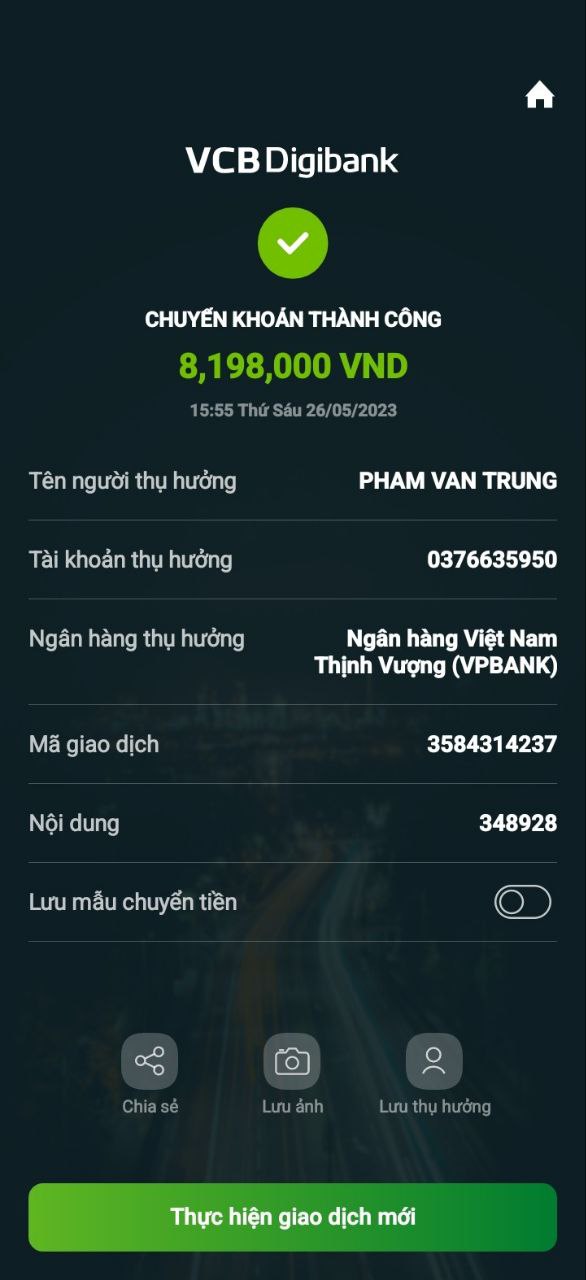 VCB Digibank
CHUYỂN KHOẢN THÀNH CÔNG
8,198,000 VND
15:55 Thứ Sáu 26/05/2023
Tên người thụ hưởng PHAM VAN TRUNG
Tài khoản thụ hưởng 0376635950
Ngân hàng thụ hưởng Ngân hàng Việt Nam
Thịnh Vượng (VPBANK)
Mã giao dịch 3584314237
Nội dung 348928
Lưu mẫu chuyển tiền
Chia sẻ Lưu ảnh Lưu thụ hưởng
Thực hiện giao dịch mới